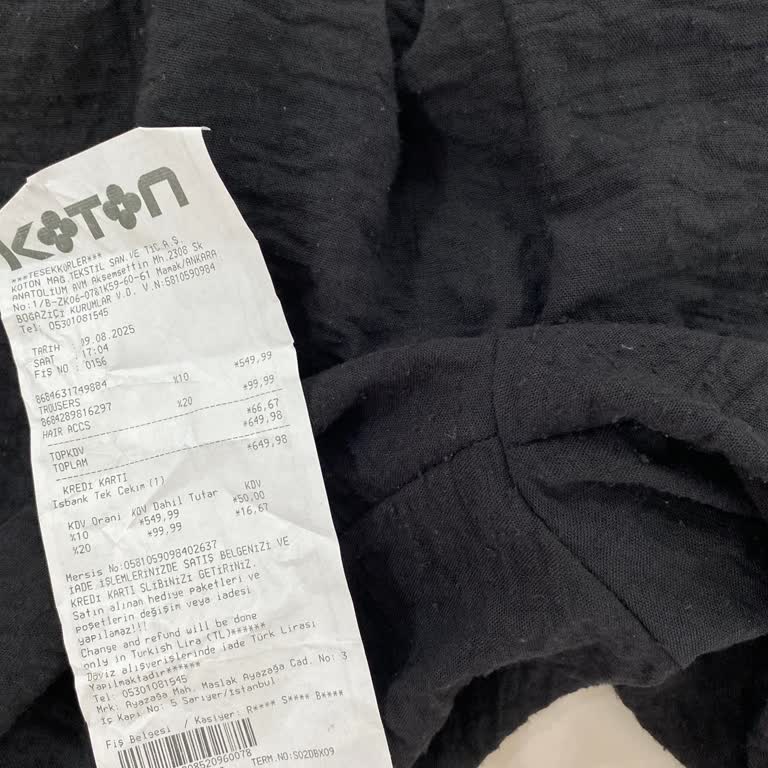 KOTON
***TEŞEKKÜRLER***
KOTON MAĞ.TEKSTİL SAN.VE TİC A.Ş.
ANATOLIUM AVM Akşemsettin Mh.2308 Sk
No:1/B-ZK06-0781K59-60-61 Mamak/ANKARA
BOĞAZİÇİ KURUMLAR V.D. V.N:5810590984
Tel: 05301081545
TARİH : 09.08.2025
SAAT : 17:04
FİŞ NO : 0156
8684631749884 %10 *549,99
TROUSERS
8684289816297 %20 *99,99
HAIR ACCS
TOPKDV *66,67
TOPLAM *649,98
KREDİ KARTI *649,98
İsbank Tek Cekim (1)
KDV Oranı KDV Dahil Tutar KDV
%10 *549,99 *50,00
%20 *99,99 *16,67
Mersis No:0581059098402637
İADE İŞLEMLERİNİZDE SATIŞ BELGENİZİ VE
KREDİ KARTI SLİBİNİZİ GETİRİNİZ.
Satın alınan hediye paketleri ve
poşetlerin değişim veya iadesi
yapılamaz!!!
Change and refund will be done
only in Turkish Lira (TL)******
Döviz alışverişlerinde iade Türk Lirası
Yapılmaktadır******
Tel: 05301081545
Mrk: Ayazağa Mah. Maslak Ayazağa Cad. No: 3
İç Kapı No: 5 Sarıyer/İstanbul
Fiş Belgesi / Kasiyer: R**** S*** B****
08520960078
TERM.NO:S02DBX09